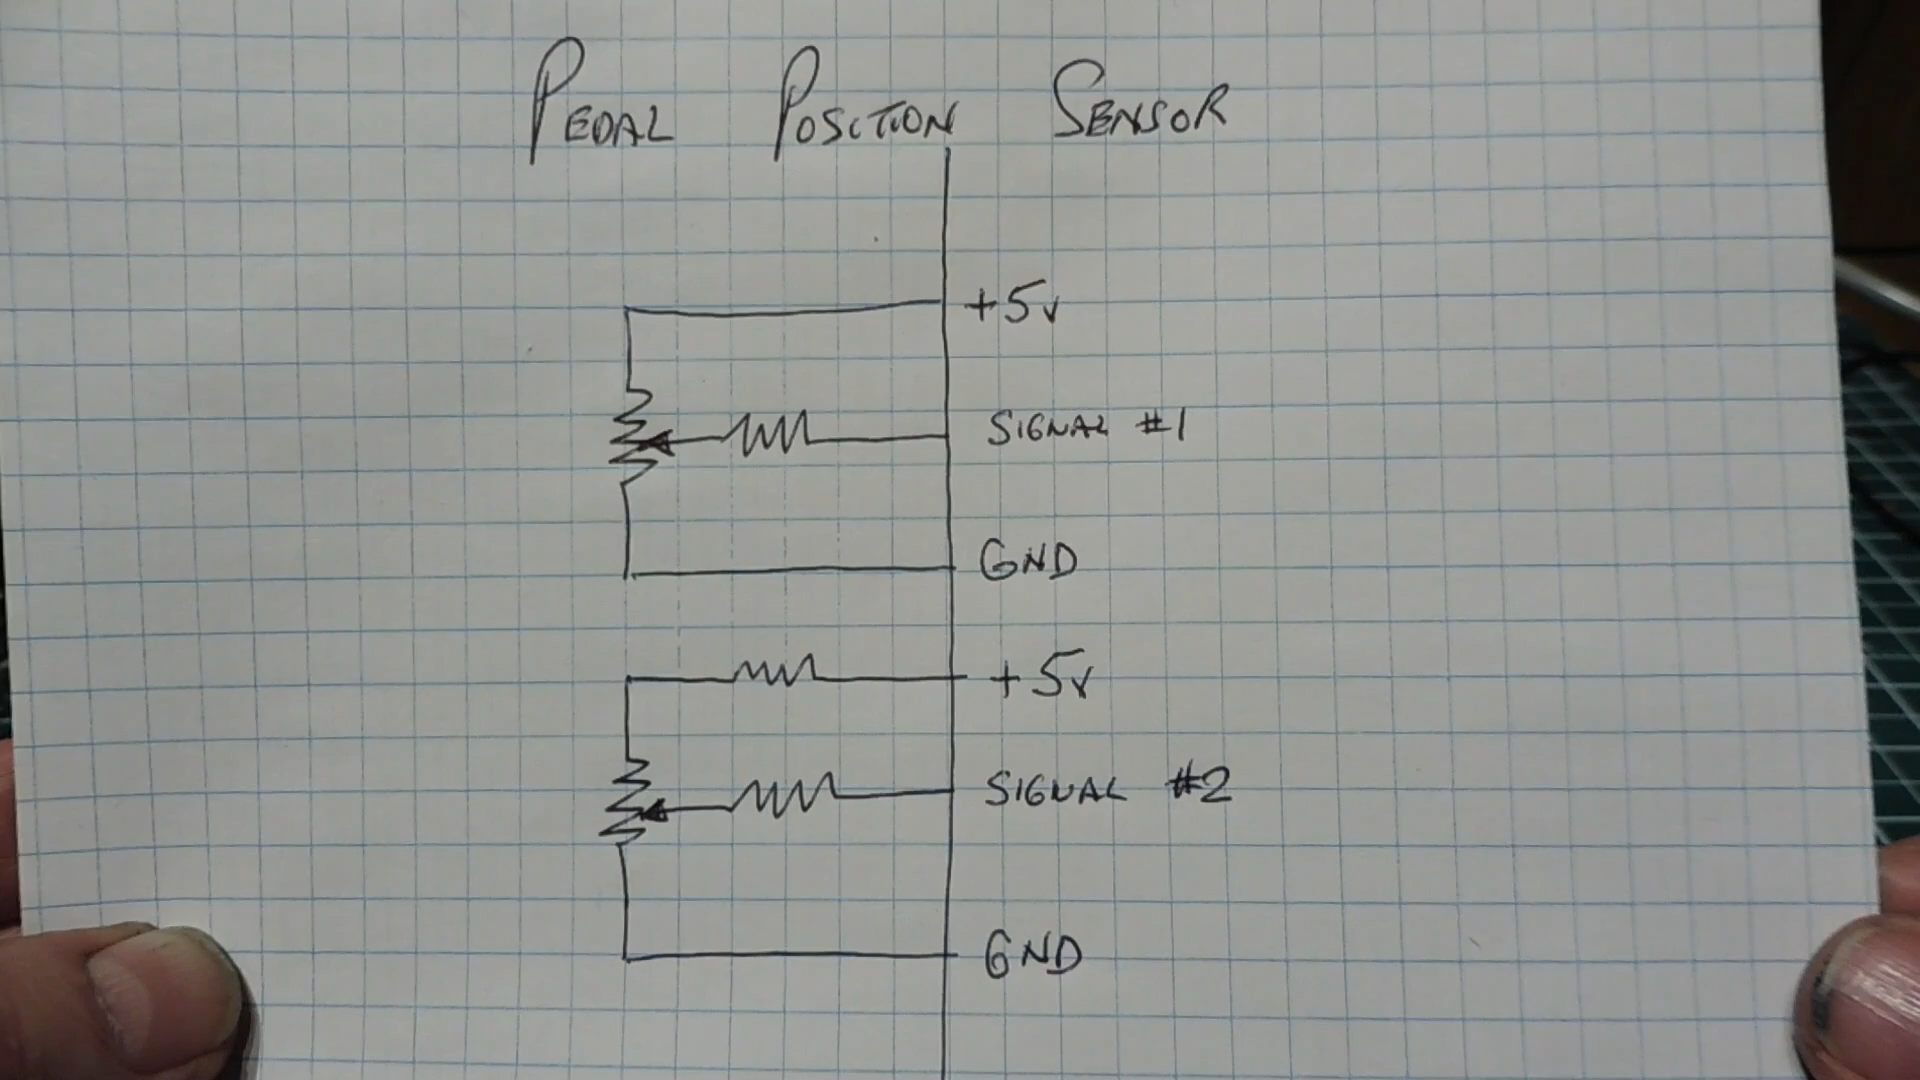 PEDAL POSITION SENSOR
+5v
SIGNAL #1
GND
+5v
SIGNAL #2
GND